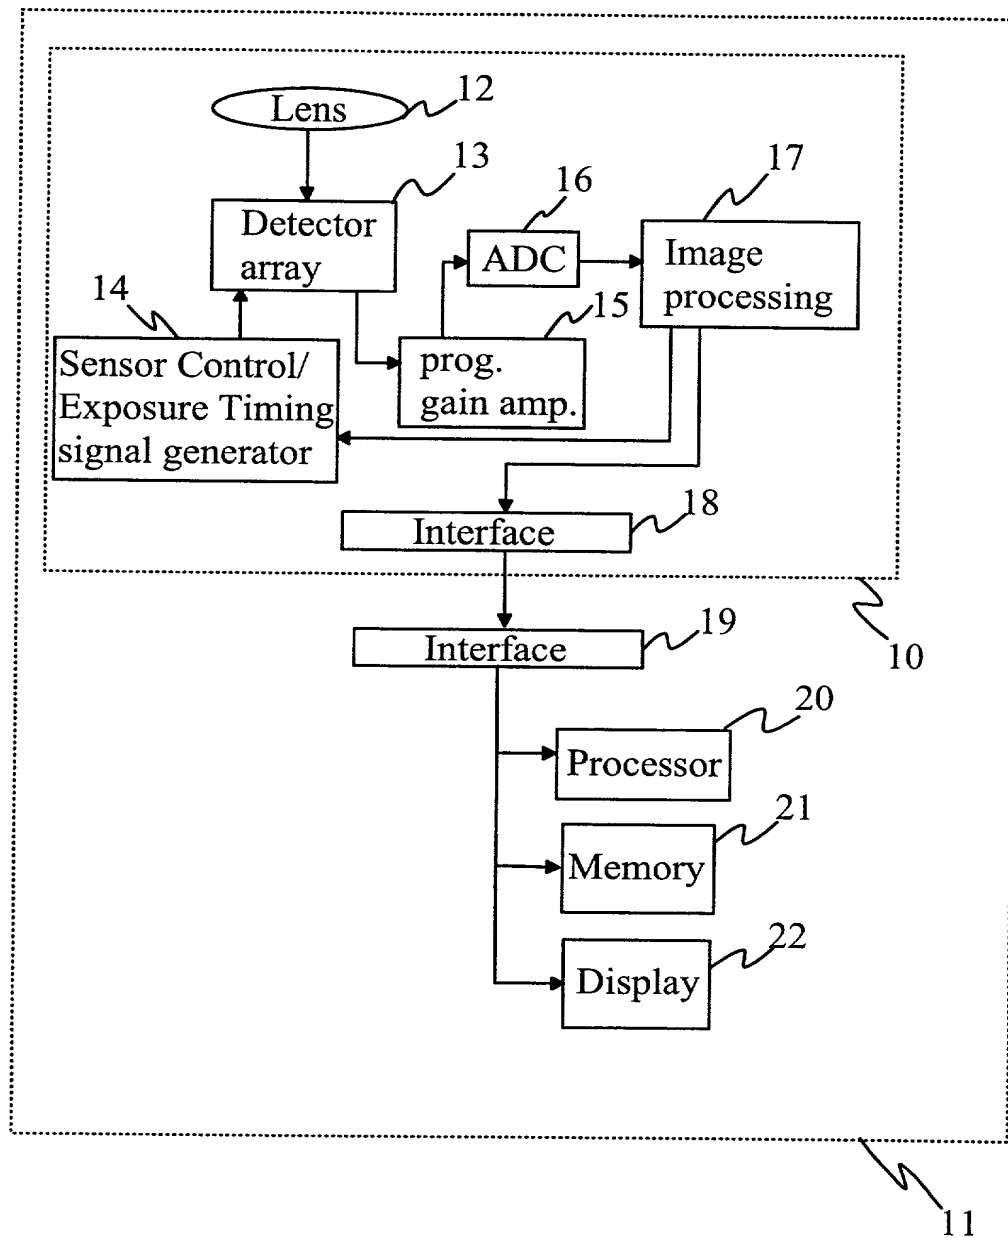 Lens
12
13
Detector
array
16
ADC
17
Image
processing
14
Sensor Control/
Exposure Timing
signal generator
15
prog.
gain amp.
Interface
18
10
Interface
19
20
Processor
21
Memory
22
Display
11